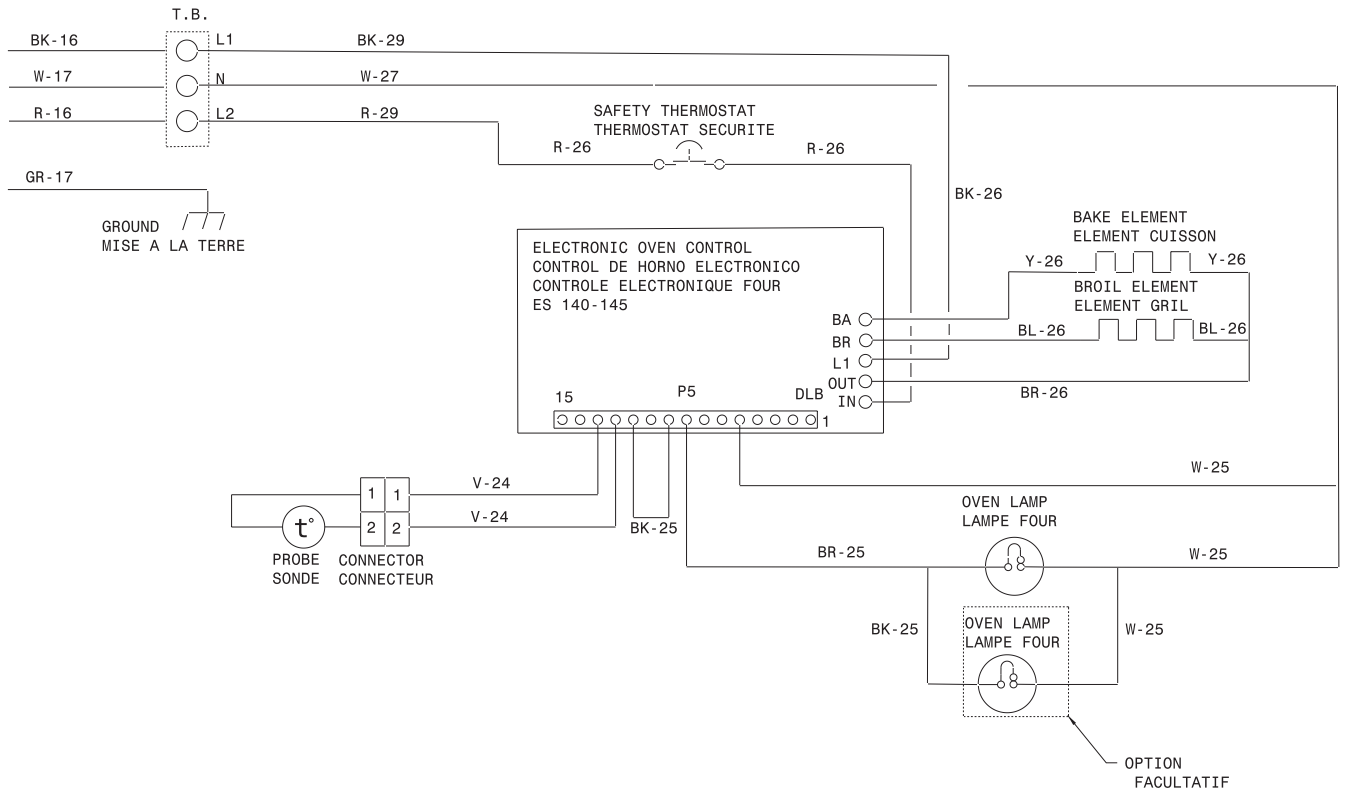 T.B.
BK-16
L1
BK-29
W-17
N
W-27
R-16
L2
R-29
SAFETY THERMOSTAT
THERMOSTAT SECURITE
R-26
R-26
GR-17
GROUND
MISE A LA TERRE
BK-26
BAKE ELEMENT
ELEMENT CUISSON
Y-26
Y-26
BROIL ELEMENT
ELEMENT GRIL
BL-26
BL-26
ELECTRONIC OVEN CONTROL
CONTROL DE HORNO ELECTRONICO
CONTROLE ELECTRONIQUE FOUR
ES 140-145
BA
BR
L1
OUT
IN
BR-26
15
P5
DLB
1
W-25
V-24
1 1
V-24
2 2
t°
BK-25
PROBE
SONDE
CONNECTOR
CONNECTEUR
OVEN LAMP
LAMPE FOUR
BR-25
W-25
BK-25
OVEN LAMP
LAMPE FOUR
W-25
OPTION
FACULTATIF